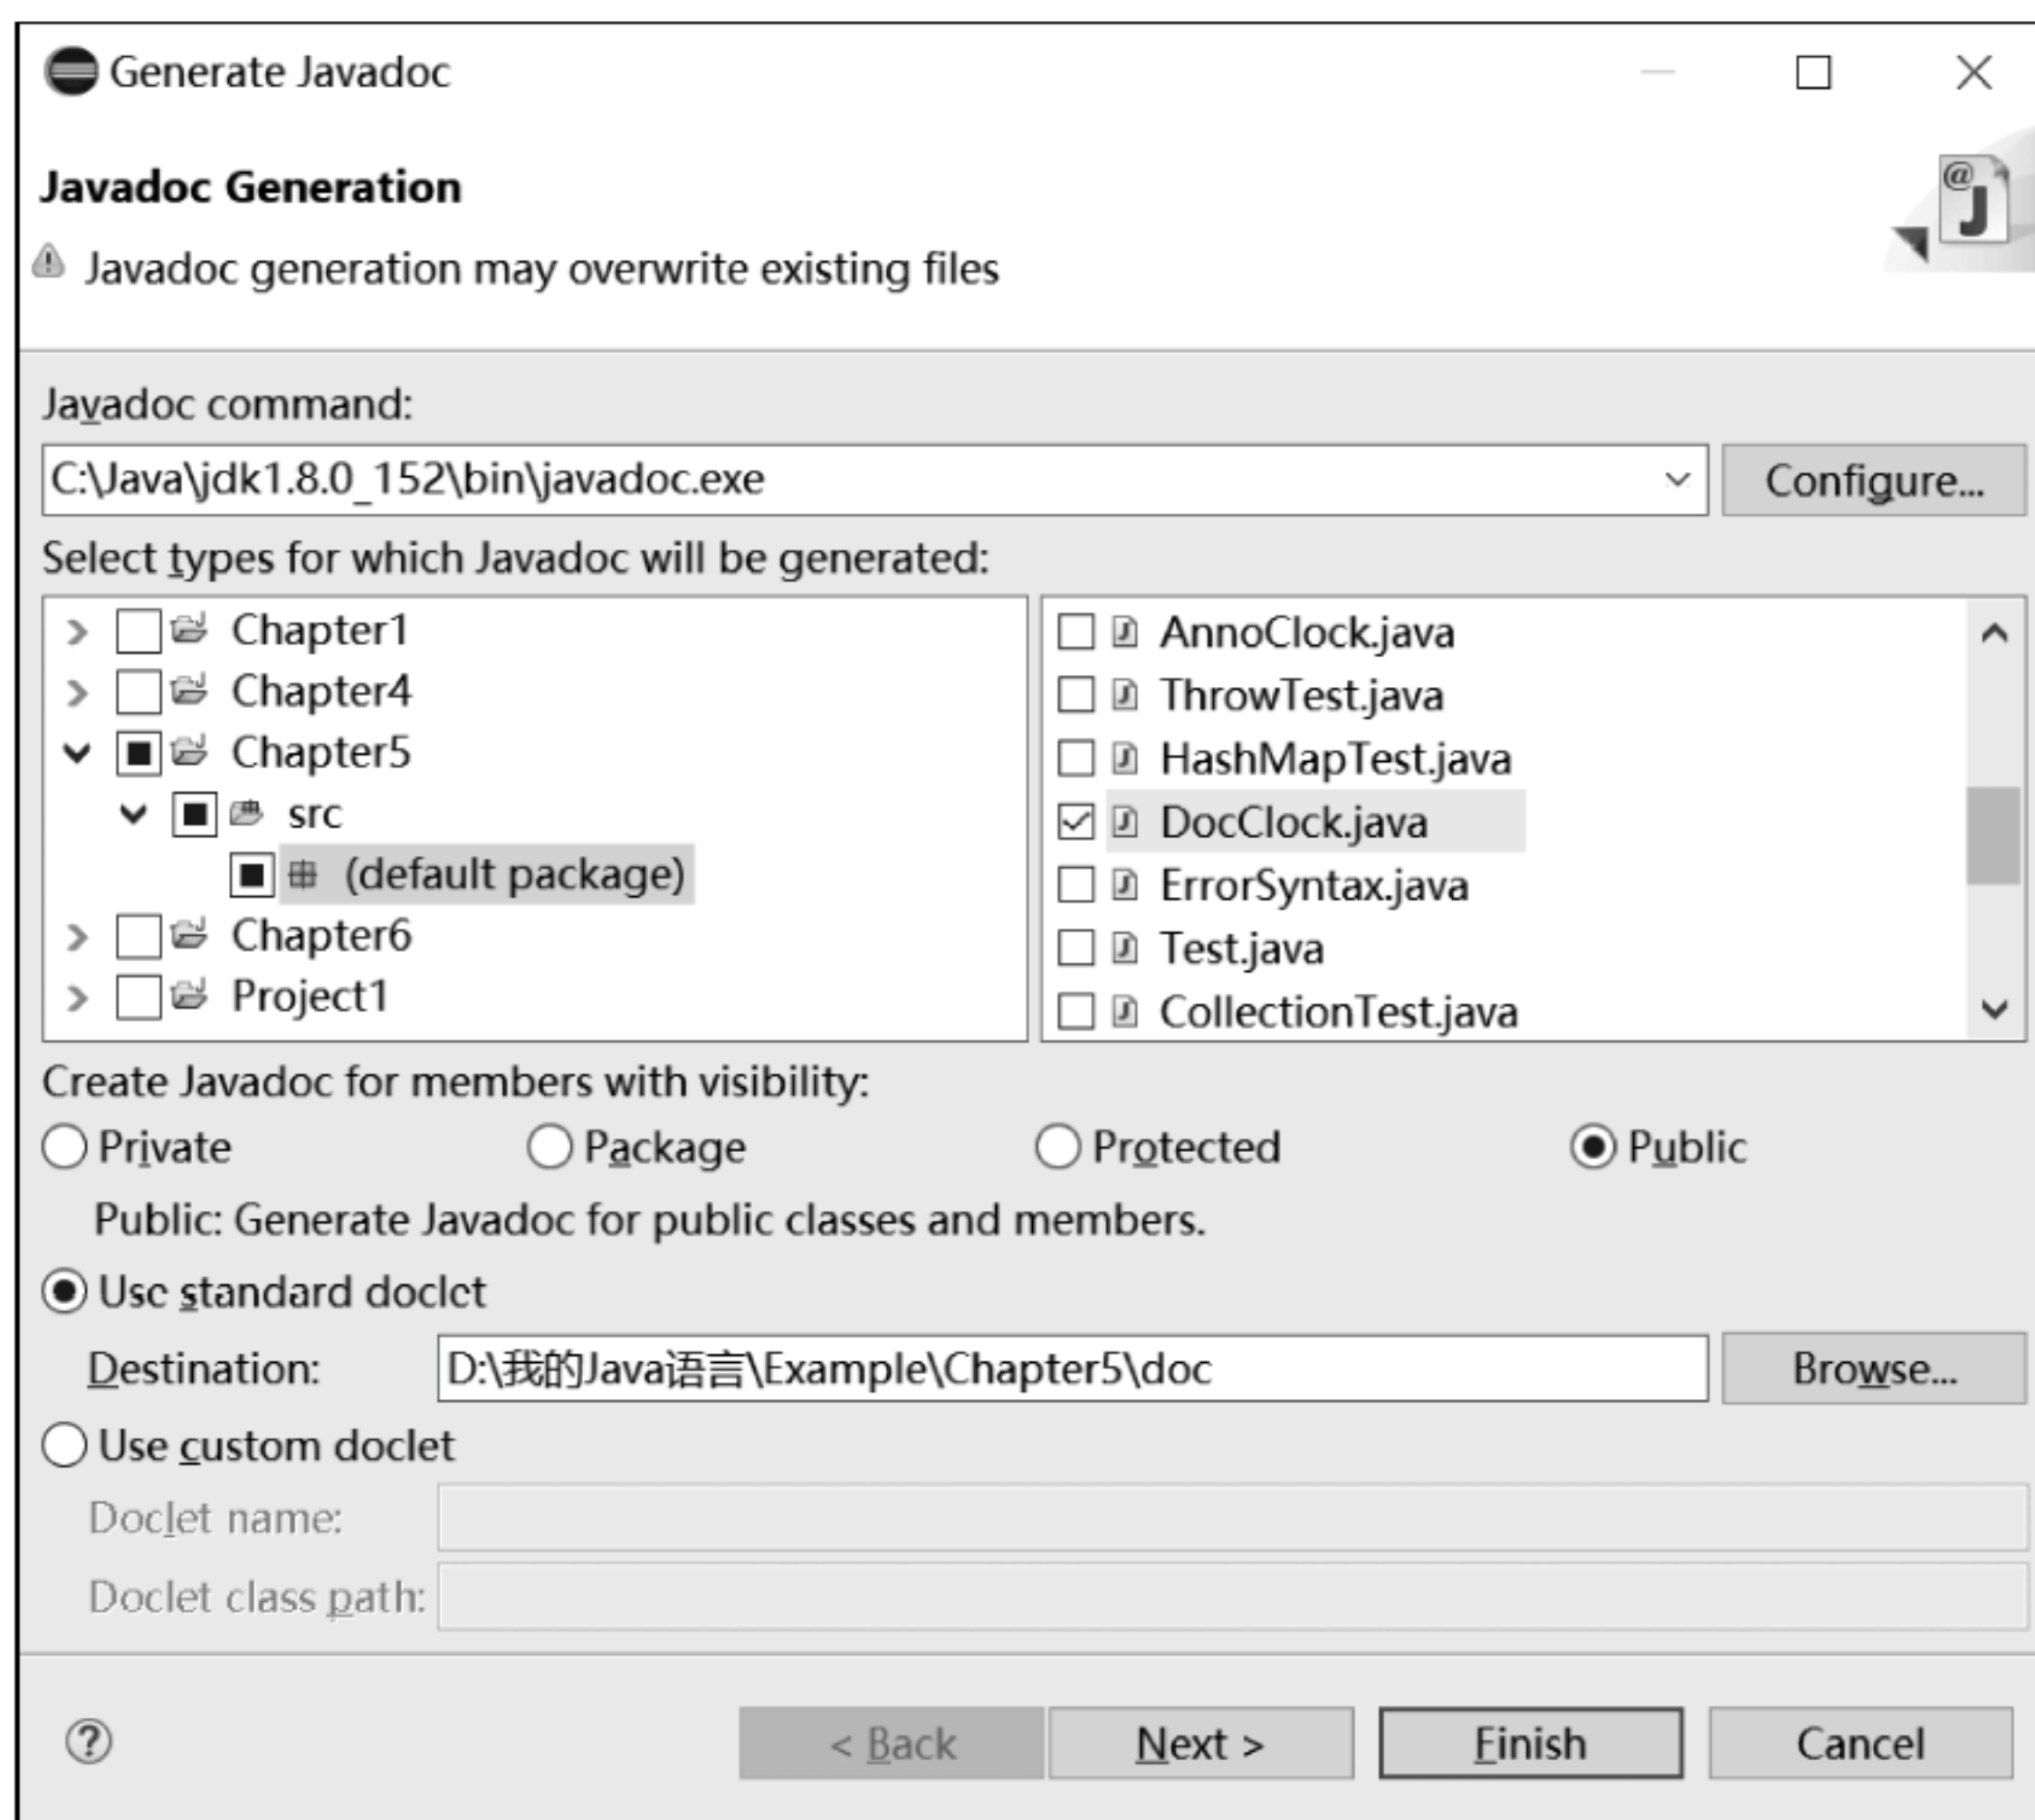 Generate Javadoc
Javadoc Generation
Javadoc generation may overwrite existing files
Javadoc command:
C:\Java\jdk1.8.0_152\bin\javadoc.exe
Configure...
Select types for which Javadoc will be generated:
Chapter1
Chapter4
Chapter5
src
(default package)
Chapter6
Project1
AnnoClock.java
ThrowTest.java
HashMapTest.java
DocClock.java
ErrorSyntax.java
Test.java
CollectionTest.java
Create Javadoc for members with visibility:
Private Package Protected Public
Public: Generate Javadoc for public classes and members.
Use standard doclet
Destination: D:\我的Java语言\Example\Chapter5\doc Browse...
Use custom doclet
Doclet name:
Doclet class path:
< Back Next > Finish Cancel